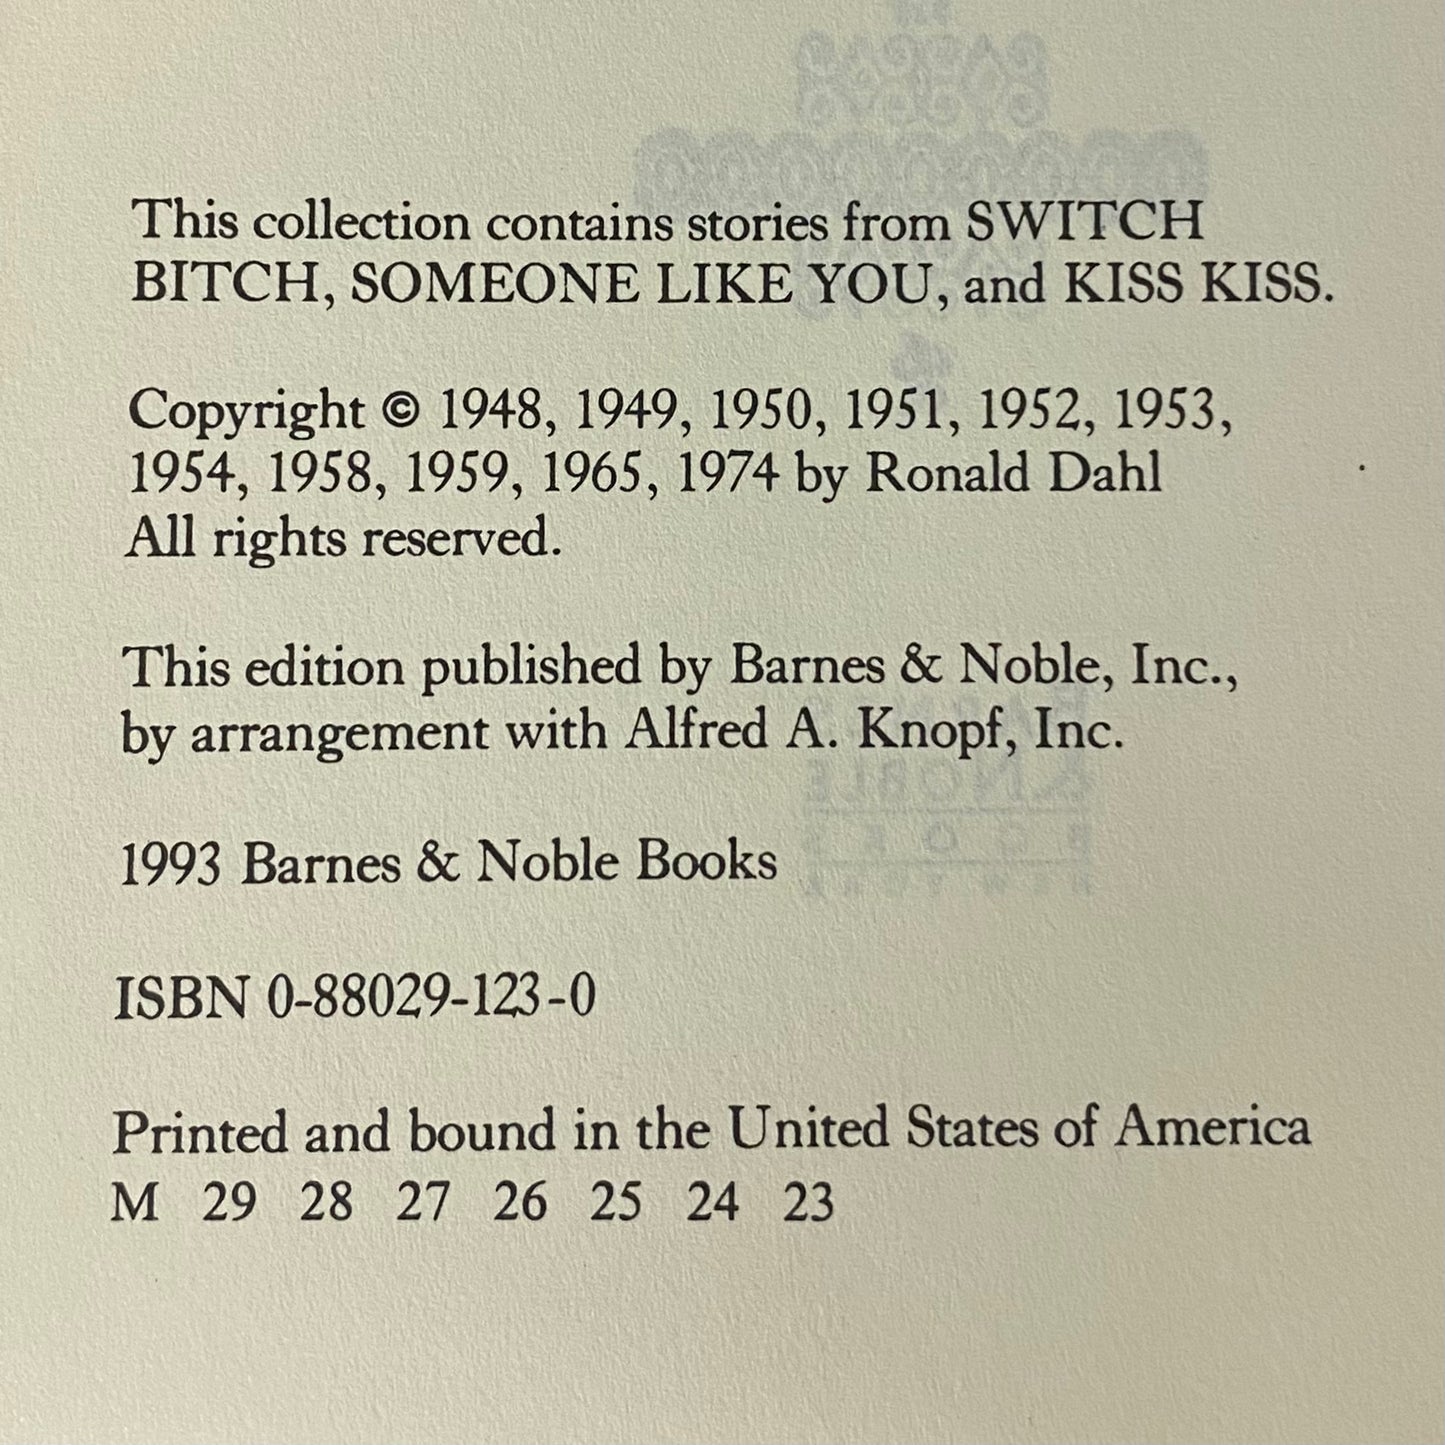 This collection contains stories from SWITCH
BITCH, SOMEONE LIKE YOU, and KISS KISS.
Copyright © 1948, 1949, 1950, 1951, 1952, 1953,
1954, 1958, 1959, 1965, 1974 by Ronald Dahl
All rights reserved.
This edition published by Barnes & Noble, Inc.,
by arrangement with Alfred A. Knopf, Inc.
1993 Barnes & Noble Books
ISBN 0-88029-123-0
Printed and bound in the United States of America
M 29 28 27 26 25 24 23